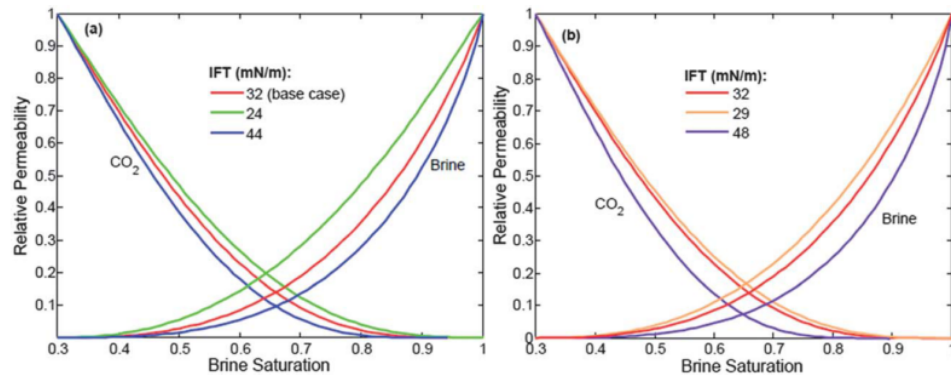 (a)
IFT (mN/m):
32 (base case)
24
44
CO2
Brine
Relative Permeability
1
0.9
0.8
0.7
0.6
0.5
0.4
0.3
0.2
0.1
0.3 0.4 0.5 0.6 0.7 0.8 0.9 1
Brine Saturation
(b)
IFT (mN/m):
32
29
48
CO2
Brine
Relative Permeability
1
0.9
0.8
0.7
0.6
0.5
0.4
0.3
0.2
0.1
0
0.3 0.4 0.5 0.6 0.7 0.8 0.9 1
Brine Saturation